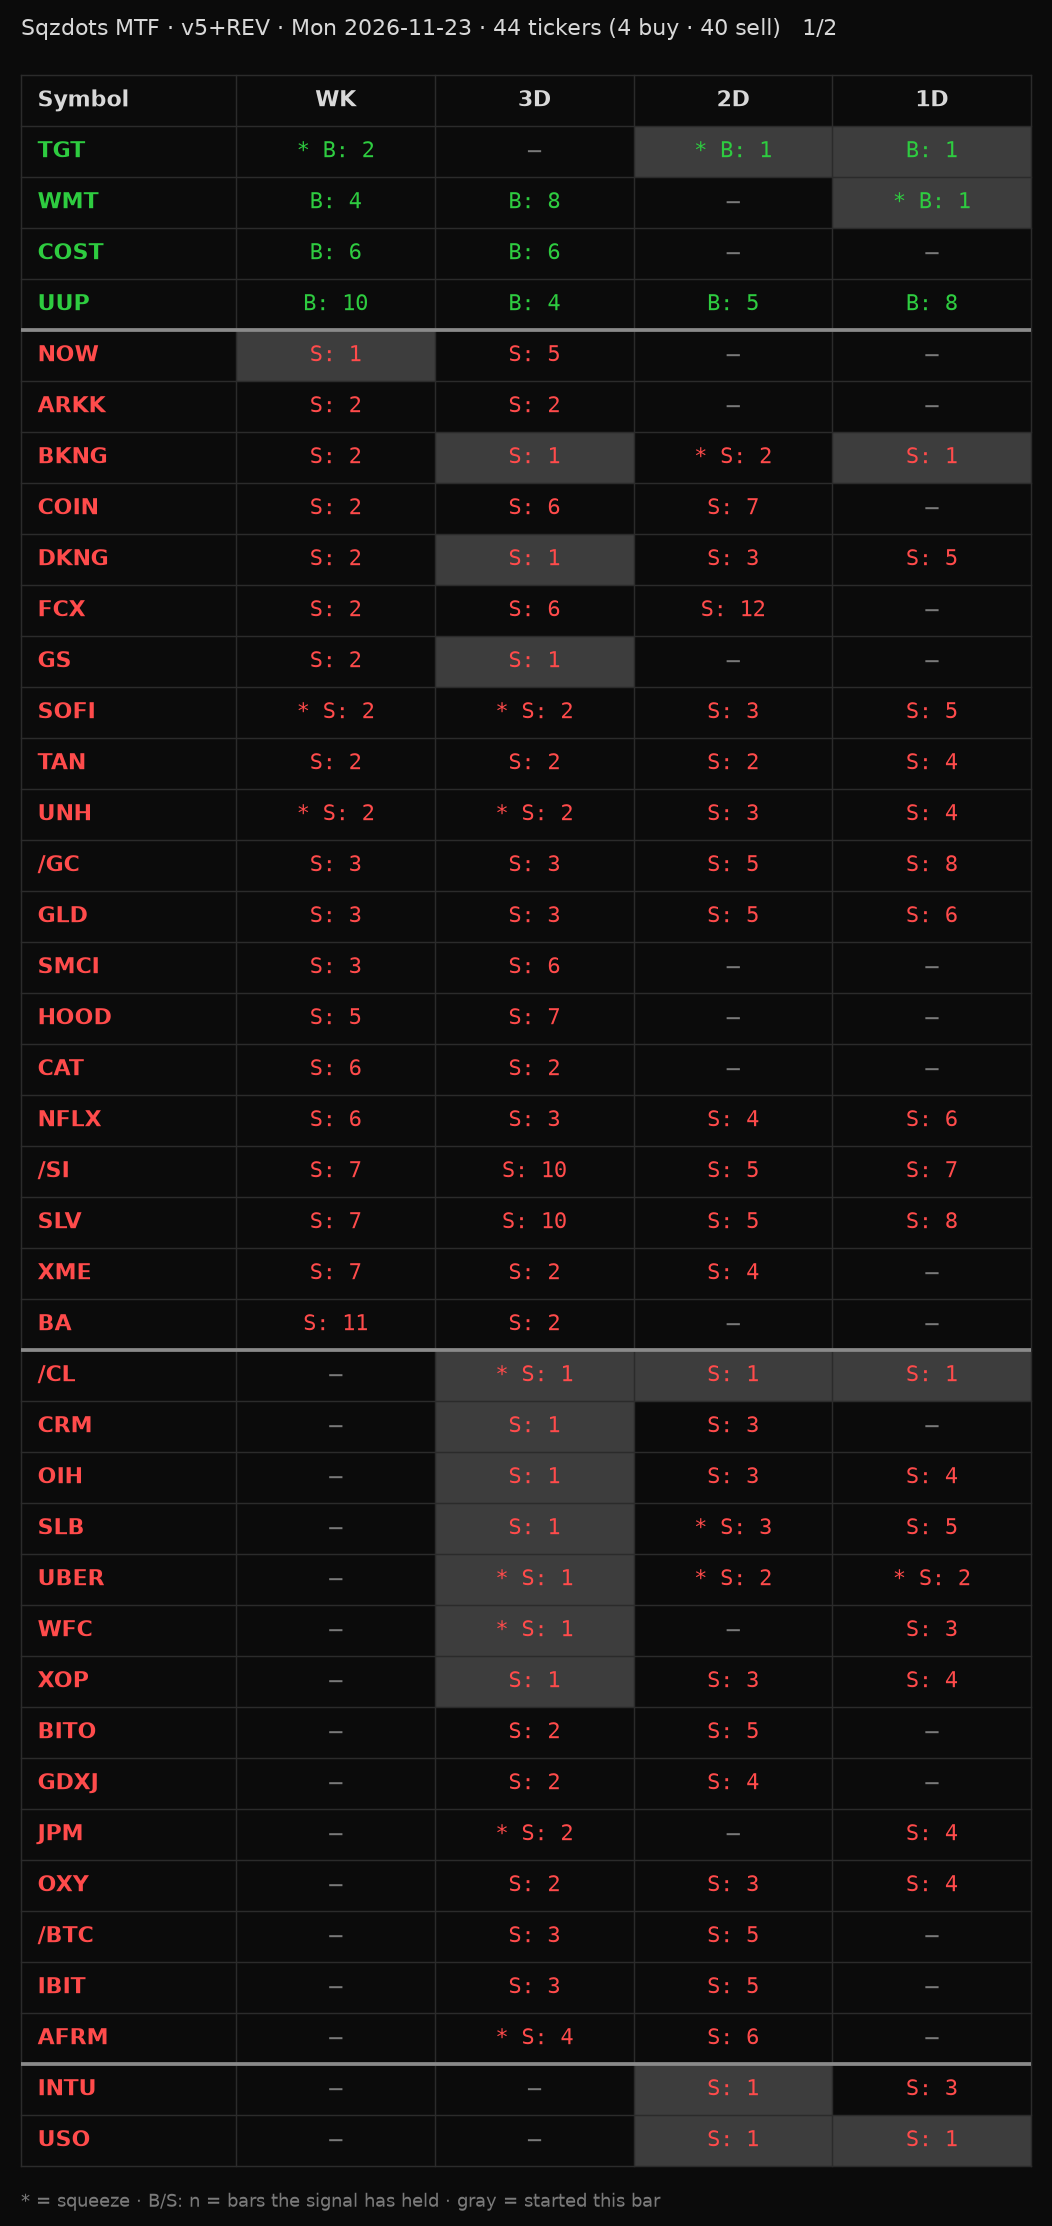 Sqzdots MTF · v5+REV · Mon 2026-11-23 · 44 tickers (4 buy · 40 sell) 1/2
Symbol WK 3D 2D 1D
TGT * B: 2 — * B: 1 B: 1
WMT B: 4 B: 8 — * B: 1
COST B: 6 B: 6 — —
UUP B: 10 B: 4 B: 5 B: 8
NOW S: 1 S: 5 — —
ARKK S: 2 S: 2 — —
BKNG S: 2 S: 1 * S: 2 S: 1
COIN S: 2 S: 6 S: 7 —
DKNG S: 2 S: 1 S: 3 S: 5
FCX S: 2 S: 6 S: 12 —
GS S: 2 S: 1 — —
SOFI * S: 2 * S: 2 S: 3 S: 5
TAN S: 2 S: 2 S: 2 S: 4
UNH * S: 2 * S: 2 S: 3 S: 4
/GC S: 3 S: 3 S: 5 S: 8
GLD S: 3 S: 3 S: 5 S: 6
SMCI S: 3 S: 6 — —
HOOD S: 5 S: 7 — —
CAT S: 6 S: 2 — —
NFLX S: 6 S: 3 S: 4 S: 6
/SI S: 7 S: 10 S: 5 S: 7
SLV S: 7 S: 10 S: 5 S: 8
XME S: 7 S: 2 S: 4 —
BA S: 11 S: 2 — —
/CL — * S: 1 S: 1 S: 1
CRM — S: 1 S: 3 —
OIH — S: 1 S: 3 S: 4
SLB — S: 1 * S: 3 S: 5
UBER — * S: 1 * S: 2 * S: 2
WFC — * S: 1 — S: 3
XOP — S: 1 S: 3 S: 4
BITO — S: 2 S: 5 —
GDXJ — S: 2 S: 4 —
JPM — * S: 2 — S: 4
OXY — S: 2 S: 3 S: 4
/BTC — S: 3 S: 5 —
IBIT — S: 3 S: 5 —
AFRM — * S: 4 S: 6 —
INTU — — S: 1 S: 3
USO — — S: 1 S: 1
* = squeeze · B/S: n = bars the signal has held · gray = started this bar